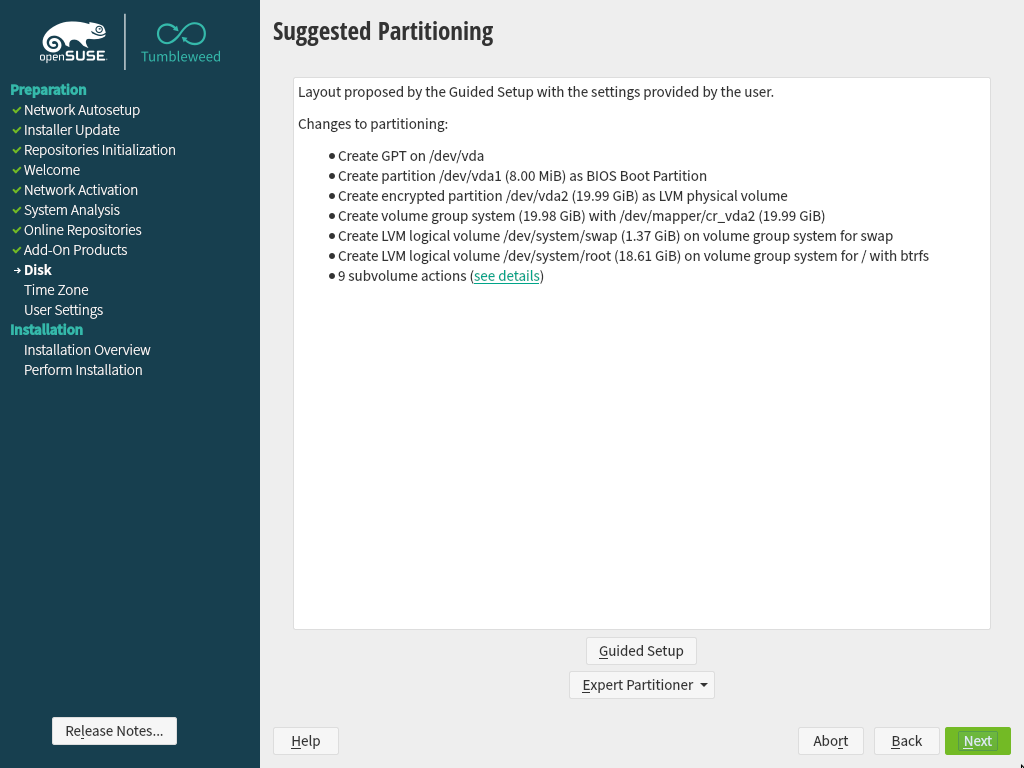 openSUSE
Tumbleweed
Preparation
Network Autosetup
Installer Update
Repositories Initialization
Welcome
Network Activation
System Analysis
Online Repositories
Add-On Products
Disk
Time Zone
User Settings
Installation
Installation Overview
Perform Installation
Release Notes...
Suggested Partitioning
Layout proposed by the Guided Setup with the settings provided by the user.
Changes to partitioning:
Create GPT on /dev/vda
Create partition /dev/vda1 (8.00 MiB) as BIOS Boot Partition
Create encrypted partition /dev/vda2 (19.99 GiB) as LVM physical volume
Create volume group system (19.98 GiB) with /dev/mapper/cr_vda2 (19.99 GiB)
Create LVM logical volume /dev/system/swap (1.37 GiB) on volume group system for swap
Create LVM logical volume /dev/system/root (18.61 GiB) on volume group system for / with btrfs
9 subvolume actions (see details)
Guided Setup
Expert Partitioner
Help
Abort
Back
Next